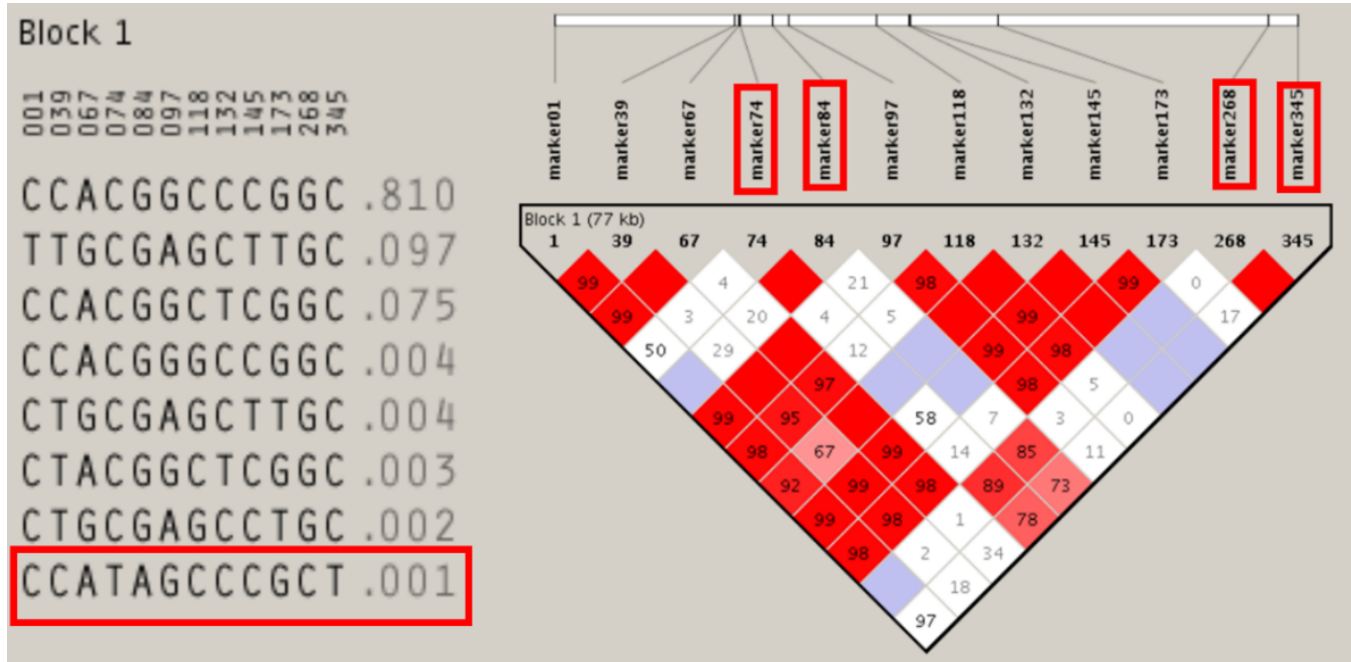 Block 1
001 039 067 074 084 097 118 132 145 173 268 345
CCACGGCCCGGC .810
TTGCGAGCTTGC .097
CCACGGCTCGGC .075
CCACGGGCCGGC .004
CTGCGAGCTTGC .004
CTACGGCTCGGC .003
CTGCGAGCCTGC .002
CCATAGCCCGCT .001
marker01 marker39 marker67 marker74 marker84 marker97 marker118 marker132 marker145 marker173 marker268 marker345
Block 1 (77 kb)
1 39 67 74 84 97 118 132 145 173 268 345
99 4 21 98 99 0
99 3 20 4 5 99 17
50 29 12 99 98
97 98 5
99 95 58 7 3 0
98 67 99 14 85 11
92 99 98 89 73
99 98 1 78
98 2 34
18
97